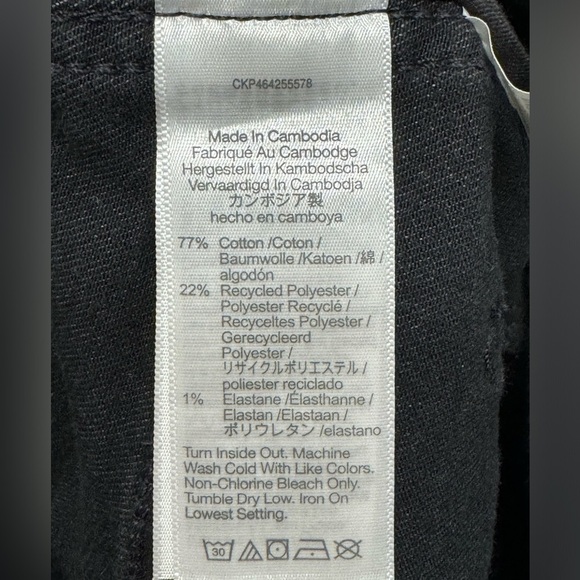 CKP464255578
Made In Cambodia
Fabriqué Au Cambodge
Hergestellt In Kambodscha
Vervaardigd In Cambodja
カンボジア製
hecho en camboya
77% Cotton /Coton /
Baumwolle /Katoen /綿 /
algodón
22% Recycled Polyester /
Polyester Recyclé /
Recyceltes Polyester /
Gerecycleerd
Polyester /
リサイクルポリエステル /
poliester reciclado
1% Elastane /Élasthanne /
Elastan /Elastaan /
ポリウレタン /elastano
Turn Inside Out. Machine
Wash Cold With Like Colors.
Non-Chlorine Bleach Only.
Tumble Dry Low. Iron On
Lowest Setting.
30